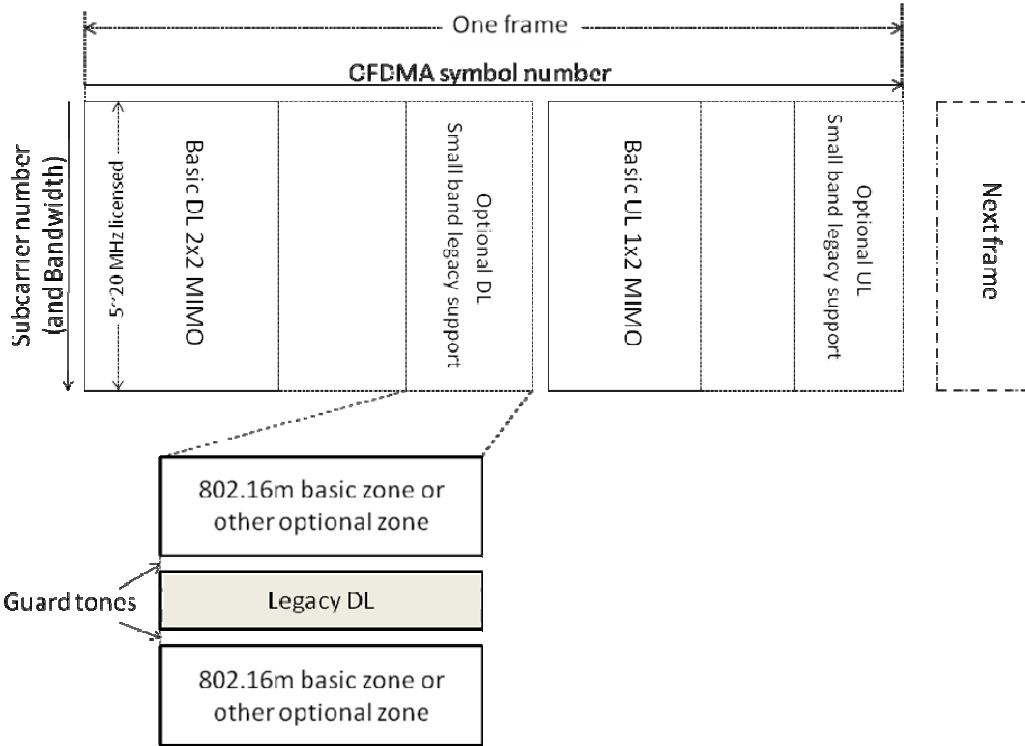 One frame
OFDMA symbol number
Subcarrier number
(and Bandwidth)
5~20 MHz licensed
Basic DL 2x2 MIMO
Optional DL
Small band legacy support
Basic UL 1x2 MIMO
Optional UL
Small band legacy support
Next frame
802.16m basic zone or
other optional zone
Guard tones
Legacy DL
802.16m basic zone or
other optional zone